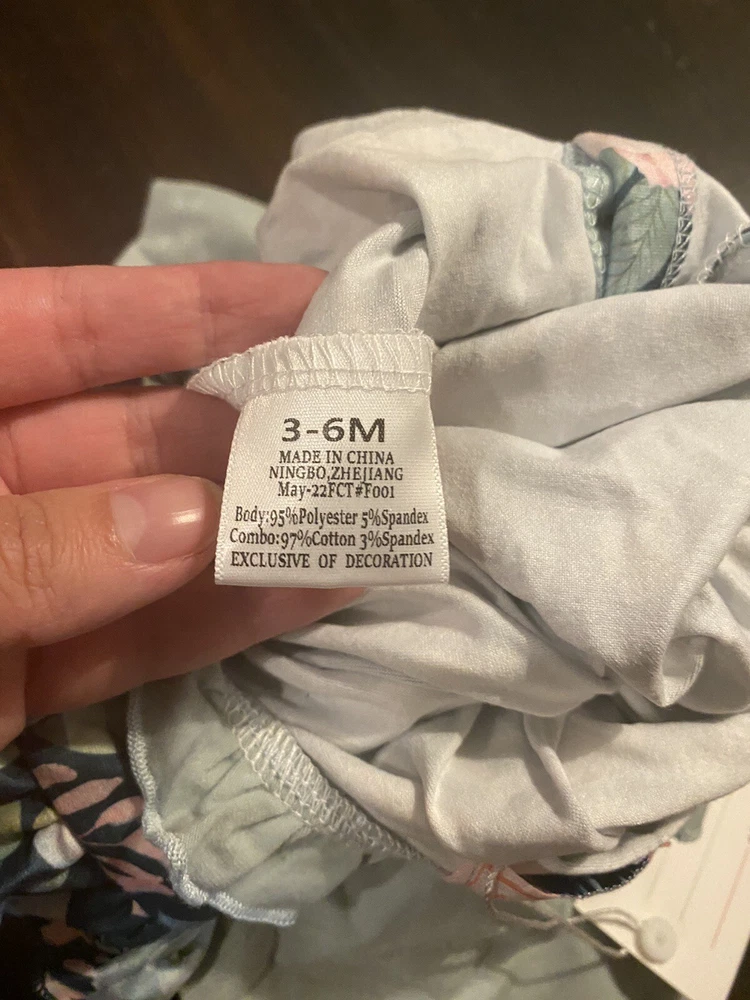 3-6M
MADE IN CHINA
NINGBO,ZHEJIANG
May-22FCT#F001
Body:95%Polyester 5%Spandex
Combo:97%Cotton 3%Spandex
EXCLUSIVE OF DECORATION